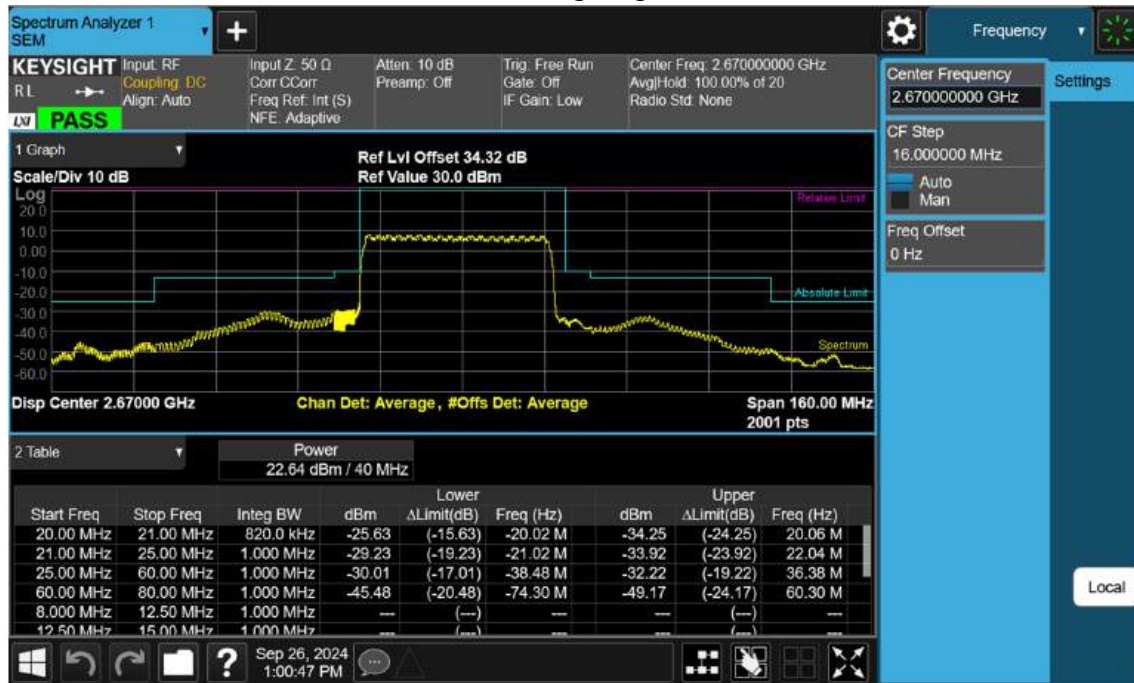 Spectrum Analyzer 1
SEM
Frequency
KEYSIGHT
RL
LXI PASS
Input: RF
Coupling: DC
Align: Auto
Input Z: 50 Ω
Corr CCorr
Freq Ref: Int (S)
NFE: Adaptive
Atten: 10 dB
Preamp: Off
Trig: Free Run
Gate: Off
IF Gain: Low
Center Freq: 2.670000000 GHz
Avg|Hold: 100.00% of 20
Radio Std: None
Center Frequency
2.670000000 GHz
Settings
CF Step
16.000000 MHz
Auto
Man
Freq Offset
0 Hz
Local
1 Graph
Scale/Div 10 dB
Ref Lvl Offset 34.32 dB
Ref Value 30.0 dBm
Log
Relative Limit
20.0
10.0
0.00
-10.0
-20.0
Absolute Limit
-30.0
-40.0
-50.0
Spectrum
-60.0
Disp Center 2.67000 GHz
Chan Det: Average, #Offs Det: Average
Span 160.00 MHz
2001 pts
2 Table
Power
22.64 dBm / 40 MHz
Lower Upper
Start Freq Stop Freq Integ BW dBm ΔLimit(dB) Freq (Hz) dBm ΔLimit(dB) Freq (Hz)
20.00 MHz 21.00 MHz 820.0 kHz -25.63 (-15.63) -20.02 M -34.25 (-24.25) 20.06 M
21.00 MHz 25.00 MHz 1.000 MHz -29.23 (-19.23) -21.02 M -33.92 (-23.92) 22.04 M
25.00 MHz 60.00 MHz 1.000 MHz -30.01 (-17.01) -38.48 M -32.22 (-19.22) 36.38 M
60.00 MHz 80.00 MHz 1.000 MHz -45.48 (-20.48) -74.30 M -49.17 (-24.17) 60.30 M
8.000 MHz 12.50 MHz 1.000 MHz --- (---) --- --- (---) ---
12.50 MHz 15.00 MHz 1.000 MHz --- (---) --- --- (---) ---
Sep 26, 2024
1:00:47 PM